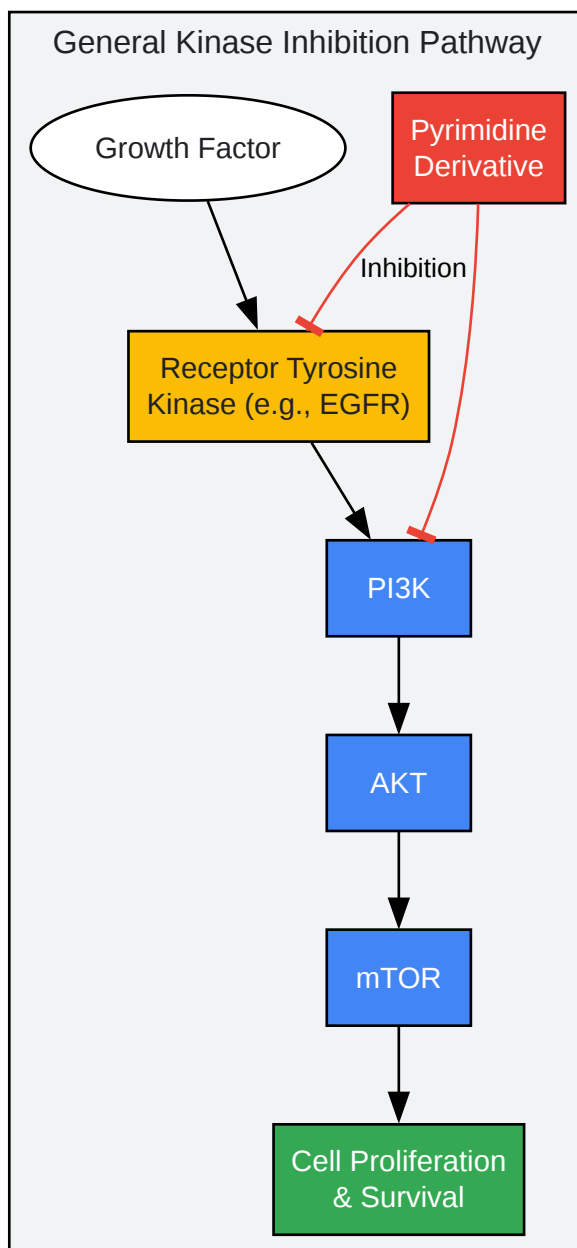 General Kinase Inhibition Pathway
Growth Factor
Pyrimidine
Derivative
Inhibition
Receptor Tyrosine
Kinase (e.g., EGFR)
PI3K
AKT
mTOR
Cell Proliferation
& Survival